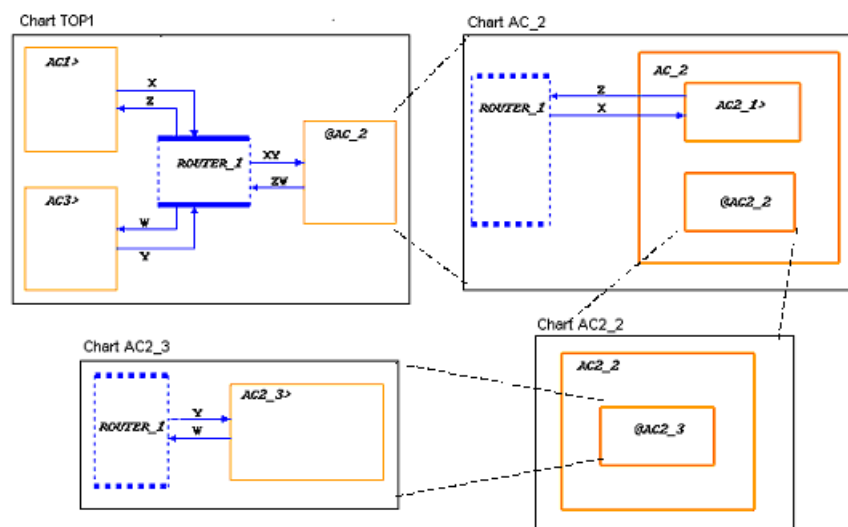 Chart TOP1
AC1>
X
Z
ROUTER_1
XY
ZW
@AC_2
AC3>
W
Y
Chart AC_2
AC_2
ROUTER_1
Z
X
AC2_1>
@AC2_2
Chart AC2_2
AC2_2
@AC2_3
Chart AC2_3
AC2_3>
ROUTER_1
Y
W